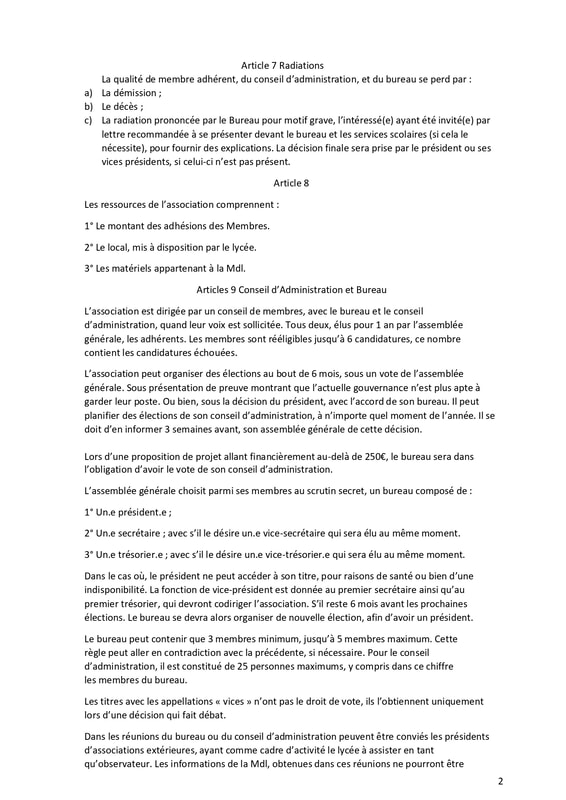 Article 7 Radiations
La qualité de membre adhérent, du conseil d'administration, et du bureau se perd par :
a) La démission ;
b) Le décès ;
c) La radiation prononcée par le Bureau pour motif grave, l'intéressé(e) ayant été invité(e) par
lettre recommandée à se présenter devant le bureau et les services scolaires (si cela le
nécessite), pour fournir des explications. La décision finale sera prise par le président ou ses
vices présidents, si celui-ci n'est pas présent.
Article 8
Les ressources de l'association comprennent :
1° Le montant des adhésions des Membres.
2° Le local, mis à disposition par le lycée.
3° Les matériels appartenant à la Mdl.
Articles 9 Conseil d'Administration et Bureau
L'association est dirigée par un conseil de membres, avec le bureau et le conseil
d'administration, quand leur voix est sollicitée. Tous deux, élus pour 1 an par l'assemblée
générale, les adhérents. Les membres sont rééligibles jusqu'à 6 candidatures, ce nombre
contient les candidatures échouées.
L'association peut organiser des élections au bout de 6 mois, sous un vote de l'assemblée
générale. Sous présentation de preuve montrant que l'actuelle gouvernance n'est plus apte à
garder leur poste. Ou bien, sous la décision du président, avec l'accord de son bureau. Il peut
planifier des élections de son conseil d'administration, à n'importe quel moment de l'année. Il se
doit d'en informer 3 semaines avant, son assemblée générale de cette décision.
Lors d'une proposition de projet allant financièrement au-delà de 250€, le bureau sera dans
l'obligation d'avoir le vote de son conseil d'administration.
L'assemblée générale choisit parmi ses membres au scrutin secret, un bureau composé de :
1° Un.e président.e ;
2° Un.e secrétaire ; avec s'il le désire un.e vice-secrétaire qui sera élu au même moment.
3° Un.e trésorier.e ; avec s'il le désire un.e vice-trésorier.e qui sera élu au même moment.
Dans le cas où, le président ne peut accéder à son titre, pour raisons de santé ou bien d'une
indisponibilité. La fonction de vice-président est donnée au premier secrétaire ainsi qu'au
premier trésorier, qui devront codiriger l'association. S'il reste 6 mois avant les prochaines
élections. Le bureau se devra alors organiser de nouvelle élection, afin d'avoir un président.
Le bureau peut contenir que 3 membres minimum, jusqu'à 5 membres maximum. Cette
règle peut aller en contradiction avec la précédente, si nécessaire. Pour le conseil
d'administration, il est constitué de 25 personnes maximums, y compris dans ce chiffre
les membres du bureau.
Les titres avec les appellations « vices » n'ont pas le droit de vote, ils l'obtiennent uniquement
lors d'une décision qui fait débat.
Dans les réunions du bureau ou du conseil d'administration peuvent être conviés les présidents
d'associations extérieures, ayant comme cadre d'activité le lycée à assister en tant
qu'observateur. Les informations de la Mdl, obtenues dans ces réunions ne pourront être
2